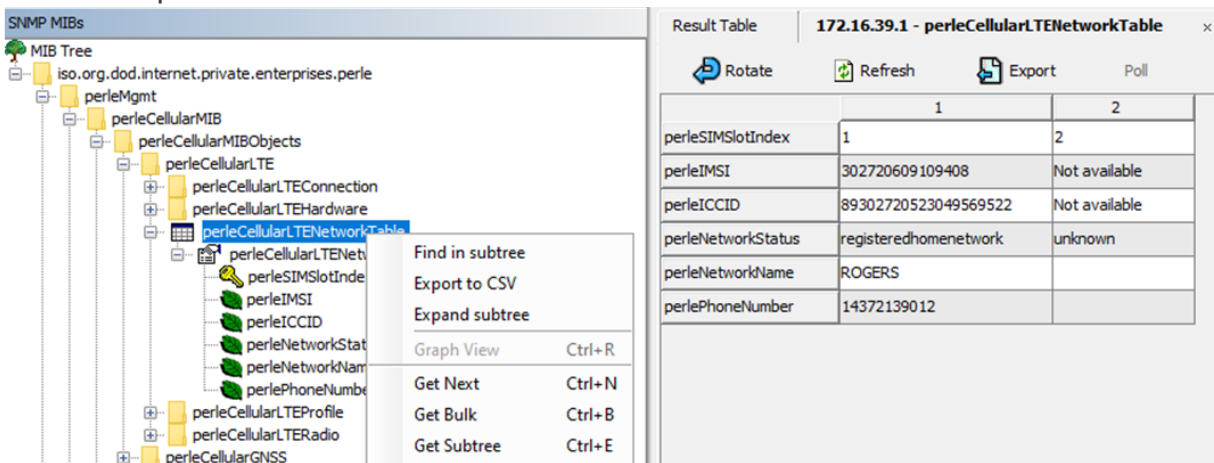 SNMP MIBs
MIB Tree
iso.org.dod.internet.private.enterprises.perle
perleMgmt
perleCellularMIB
perleCellularMIBObjects
perleCellularLTE
perleCellularLTEConnection
perleCellularLTEHardware
perleCellularLTENetworkTable
perleCellularLTENetw
perleSIMSlotInde
perleIMSI
perleICCID
perleNetworkStat
perleNetworkNam
perlePhoneNumbe
perleCellularLTEProfile
perleCellularLTERadio
perleCellularGNSS
Find in subtree
Export to CSV
Expand subtree
Graph View Ctrl+R
Get Next Ctrl+N
Get Bulk Ctrl+B
Get Subtree Ctrl+E
Result Table 172.16.39.1 - perleCellularLTENetworkTable ×
Rotate Refresh Export Poll
1 2
perleSIMSlotIndex 1 2
perleIMSI 302720609109408 Not available
perleICCID 89302720523049569522 Not available
perleNetworkStatus registeredhomenetwork unknown
perleNetworkName ROGERS
perlePhoneNumber 14372139012